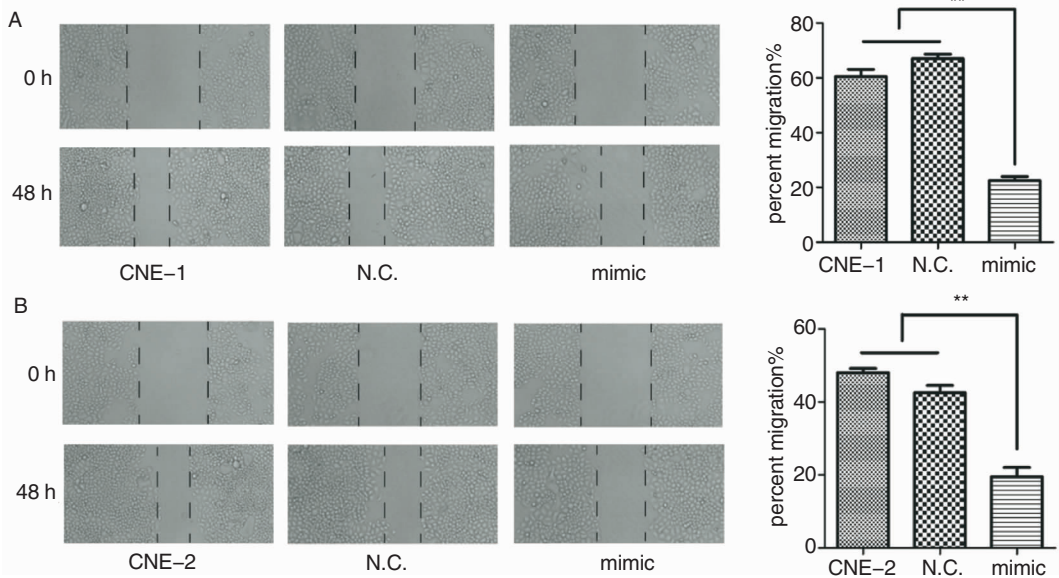 A
0 h
48 h
CNE–1 N.C. mimic
percent migration%
80
60
40
20
0
CNE–1 N.C. mimic
B
0 h
48 h
CNE–2 N.C. mimic
**
percent migration%
60
40
20
0
CNE–2 N.C. mimic